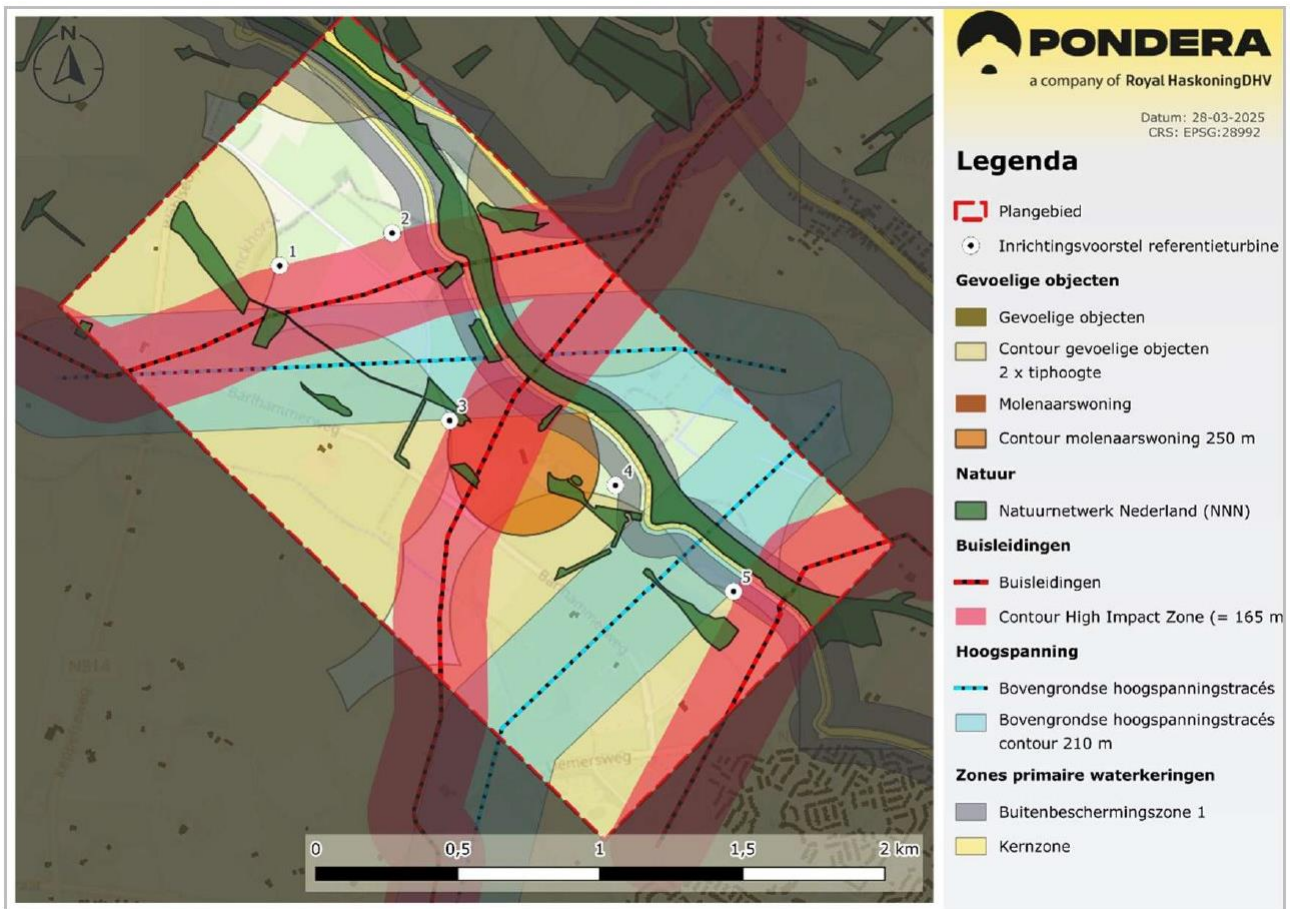 N
1
2
3
4
5
Barlhammerweg
Barlhammerweg
0 0,5 1 1,5 2 km
PONDERA
a company of Royal HaskoningDHV
Datum: 28-03-2025
CRS: EPSG:28992
Legenda
Plangebied
Inrichtingsvoorstel referentieturbine
Gevoelige objecten
Gevoelige objecten
Contour gevoelige objecten
2 x tiphoogte
Molenaarswoning
Contour molenaarswoning 250 m
Natuur
Natuurnetwerk Nederland (NNN)
Buisleidingen
Buisleidingen
Contour High Impact Zone (= 165 m
Hoogspanning
Bovengrondse hoogspanningstracés
Bovengrondse hoogspanningstracés
contour 210 m
Zones primaire waterkeringen
Buitenbeschermingszone 1
Kernzone